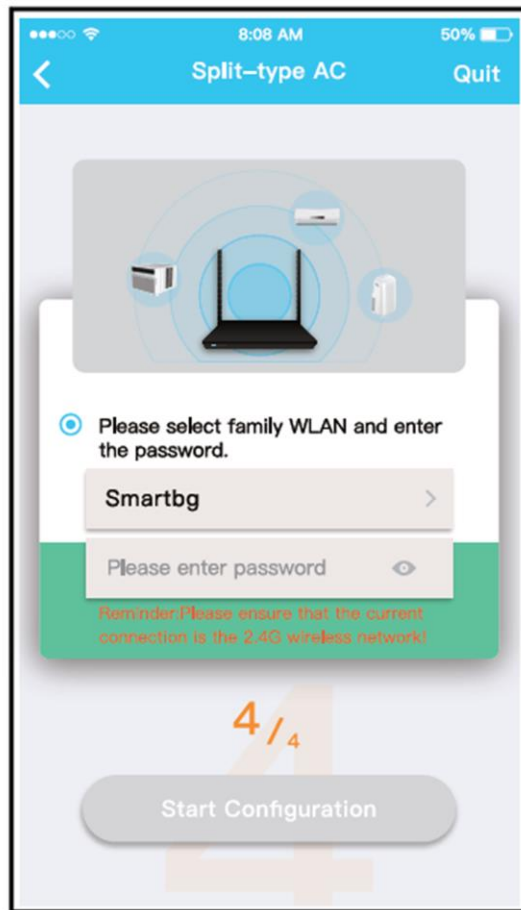 8:08 AM 50%
Split-type AC Quit
Please select family WLAN and enter
the password.
Smartbg
Please enter password
Reminder:Please ensure that the current
connection is the 2.4G wireless network!
4/4
4
Start Configuration